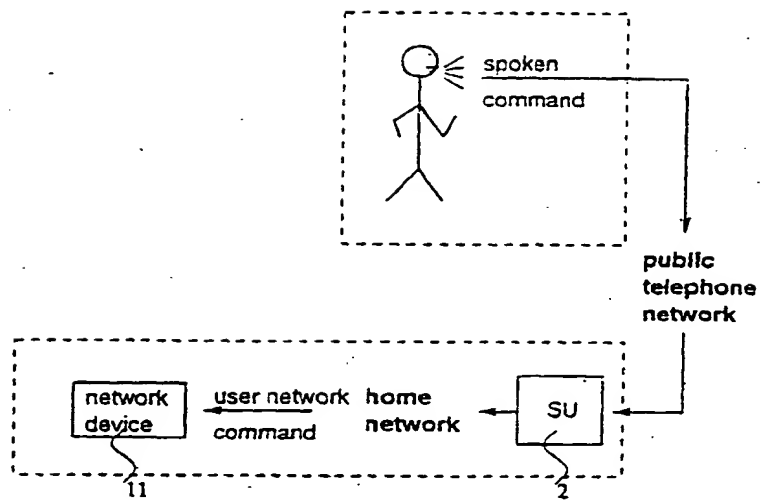 spoken
command
public
telephone
network
network
device
user network
command
home
network
SU
11
2